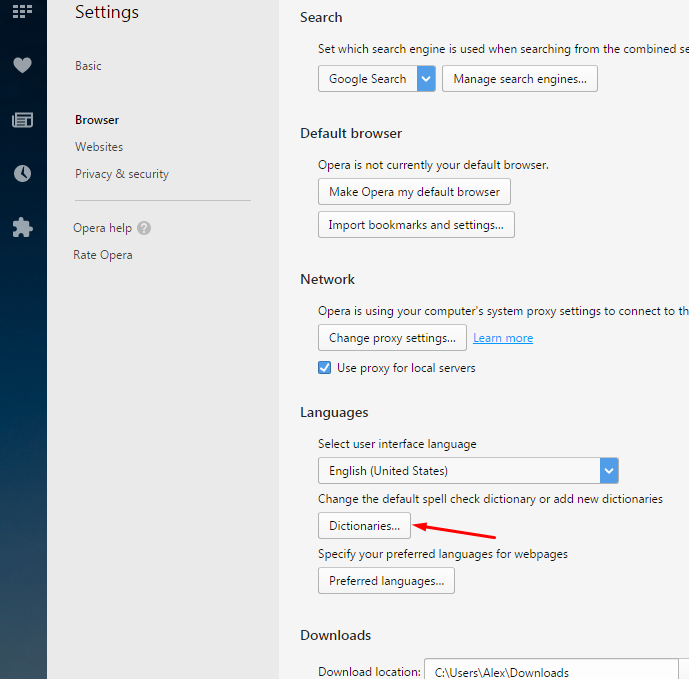 Settings
Basic
Browser
Websites
Privacy & security
Opera help ?
Rate Opera
Search
Set which search engine is used when searching from the combined se
Google Search
Manage search engines...
Default browser
Opera is not currently your default browser.
Make Opera my default browser
Import bookmarks and settings...
Network
Opera is using your computer's system proxy settings to connect to th
Change proxy settings... Learn more
Use proxy for local servers
Languages
Select user interface language
English (United States)
Change the default spell check dictionary or add new dictionaries
Dictionaries...
Specify your preferred languages for webpages
Preferred languages...
Downloads
Download location: C:\Users\Alex\Downloads